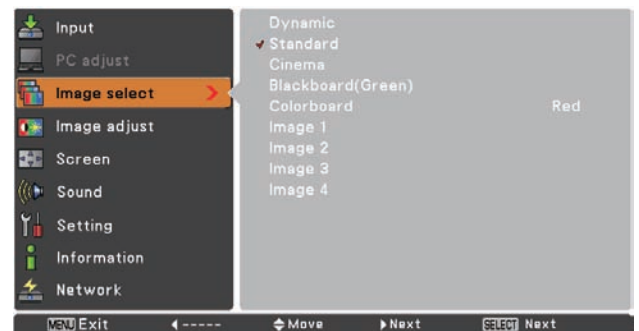 Input
PC adjust
Image select
Image adjust
Screen
Sound
Setting
Information
Network
Dynamic
Standard
Cinema
Blackboard(Green)
Colorboard Red
Image 1
Image 2
Image 3
Image 4
MENU Exit ◀----- Move ▶Next SELECT Next